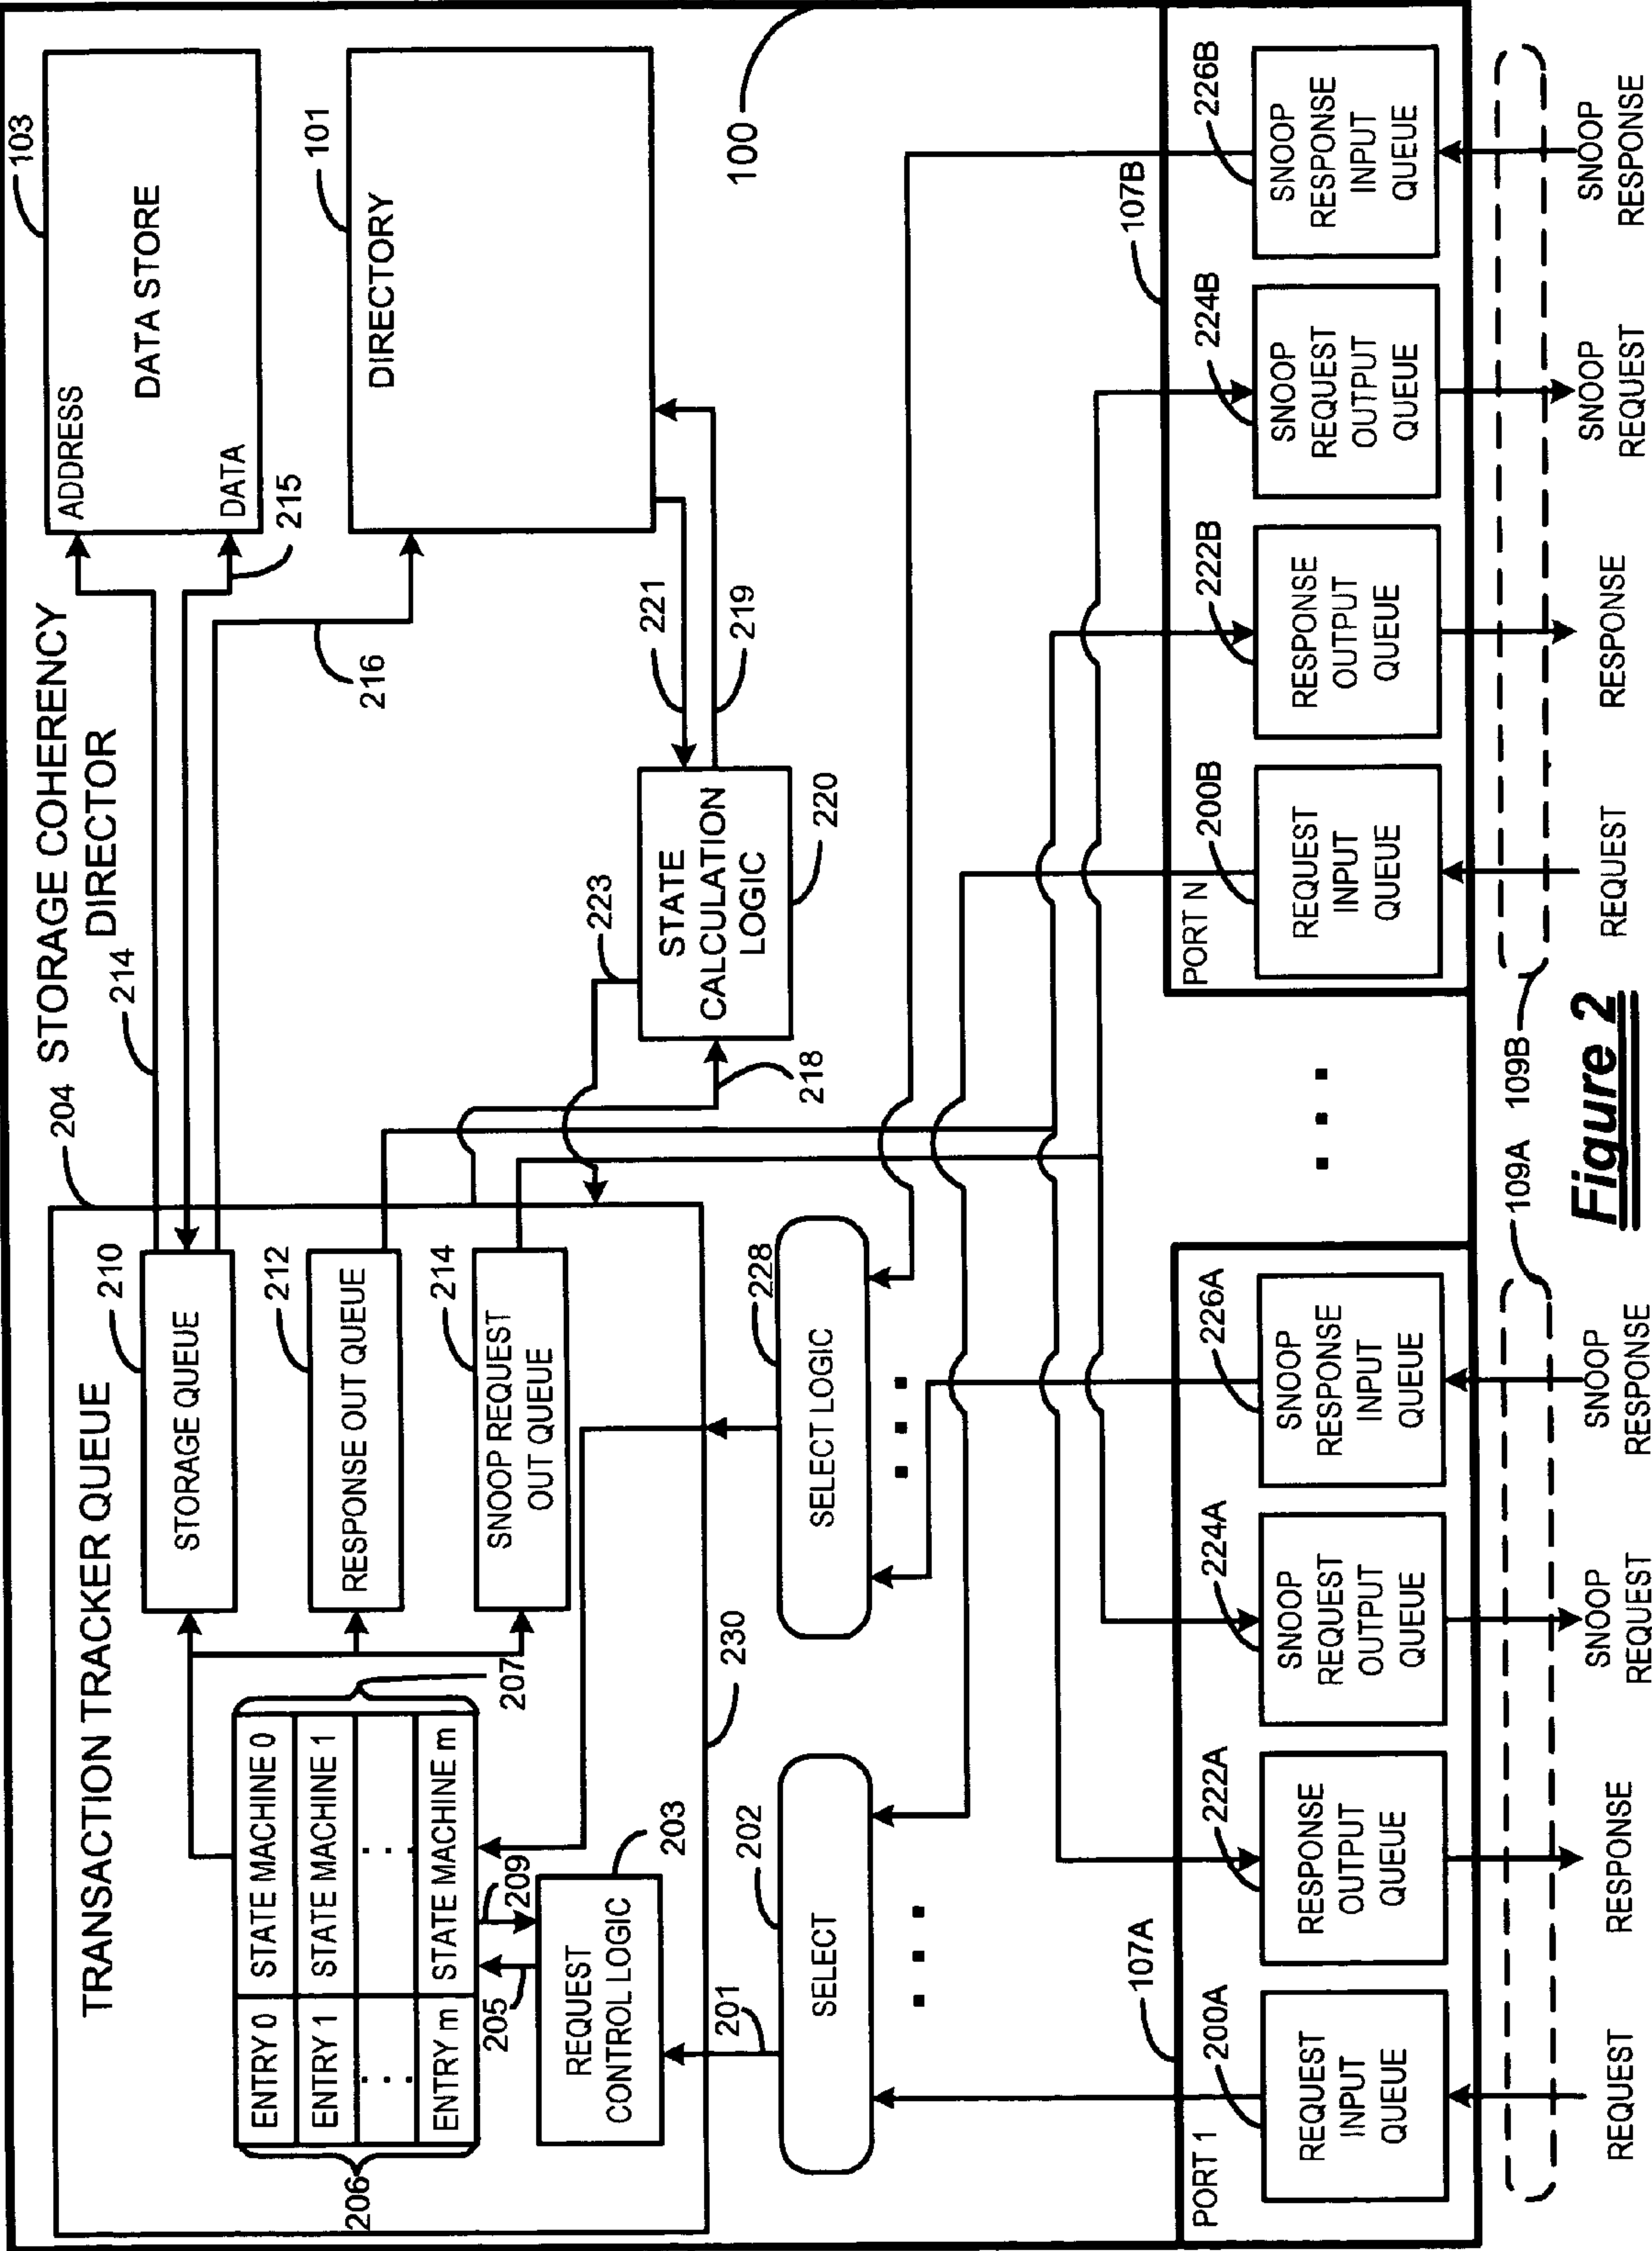 204
STORAGE COHERENCY
DIRECTOR
TRANSACTION TRACKER QUEUE
206
ENTRY 0
STATE MACHINE 0
ENTRY 1
STATE MACHINE 1
. . .
. . .
ENTRY m
STATE MACHINE m
207
205
209
REQUEST
CONTROL LOGIC
203
210
STORAGE QUEUE
212
RESPONSE OUT QUEUE
214
SNOOP REQUEST
OUT QUEUE
230
214
103
ADDRESS
DATA STORE
DATA
215
101
DIRECTORY
216
221
219
223
STATE
CALCULATION
LOGIC
220
218
100
201
SELECT
202
. . .
SELECT LOGIC
228
. . .
107A
PORT 1
200A
REQUEST
INPUT
QUEUE
222A
RESPONSE
OUTPUT
QUEUE
224A
SNOOP
REQUEST
OUTPUT
QUEUE
226A
SNOOP
RESPONSE
INPUT
QUEUE
. . .
107B
PORT N
200B
REQUEST
INPUT
QUEUE
222B
RESPONSE
OUTPUT
QUEUE
224B
SNOOP
REQUEST
OUTPUT
QUEUE
226B
SNOOP
RESPONSE
INPUT
QUEUE
109A
109B
REQUEST
RESPONSE
SNOOP
REQUEST
SNOOP
RESPONSE
REQUEST
RESPONSE
SNOOP
REQUEST
SNOOP
RESPONSE
Figure 2